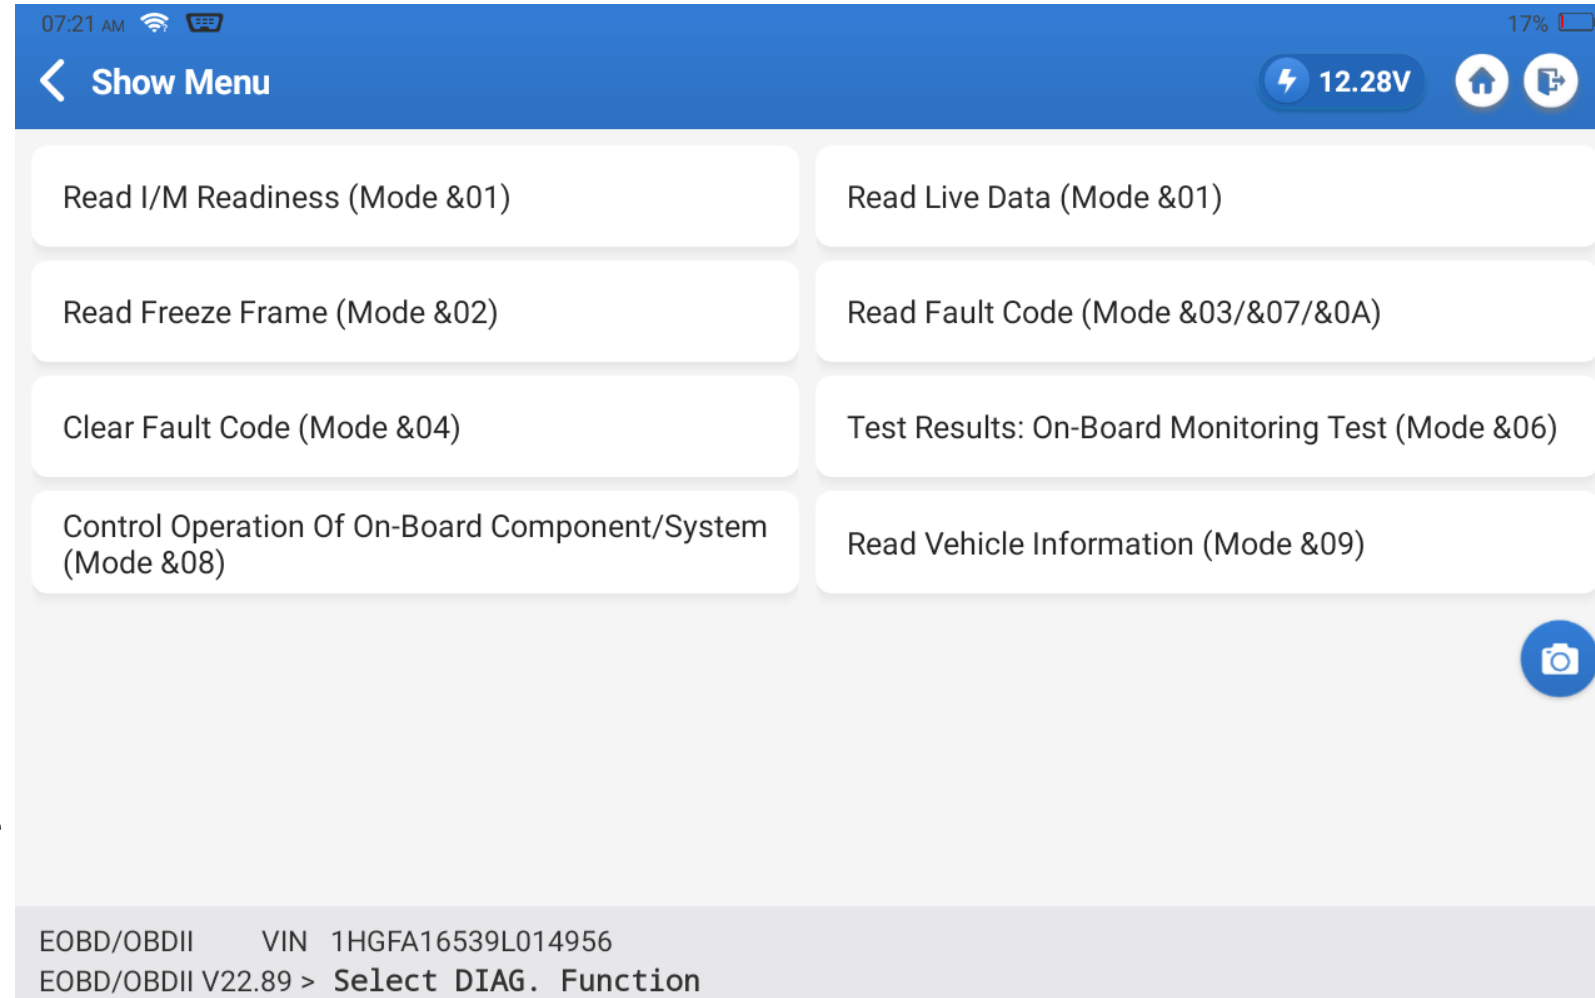 07:21 AM
17%
Show Menu
12.28V
Read I/M Readiness (Mode &01)
Read Live Data (Mode &01)
Read Freeze Frame (Mode &02)
Read Fault Code (Mode &03/&07/&0A)
Clear Fault Code (Mode &04)
Test Results: On-Board Monitoring Test (Mode &06)
Control Operation Of On-Board Component/System
(Mode &08)
Read Vehicle Information (Mode &09)
EOBD/OBDII VIN 1HGFA16539L014956
EOBD/OBDII V22.89 > Select DIAG. Function